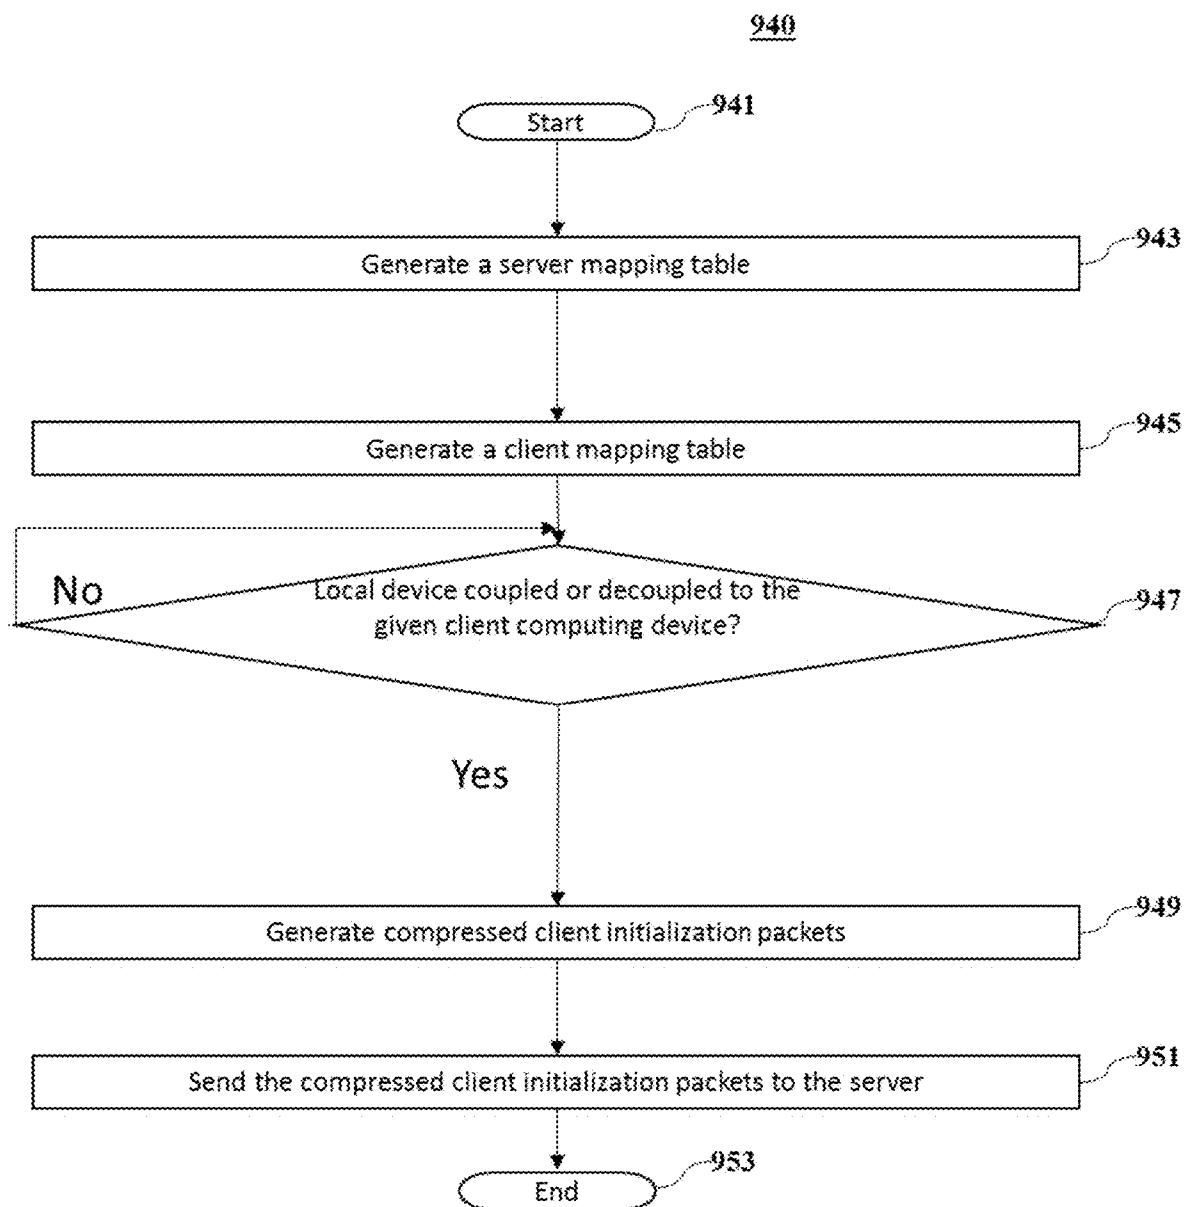 940
Start
941
Generate a server mapping table
943
Generate a client mapping table
945
No
Local device coupled or decoupled to the
given client computing device?
947
Yes
Generate compressed client initialization packets
949
Send the compressed client initialization packets to the server
951
End
953